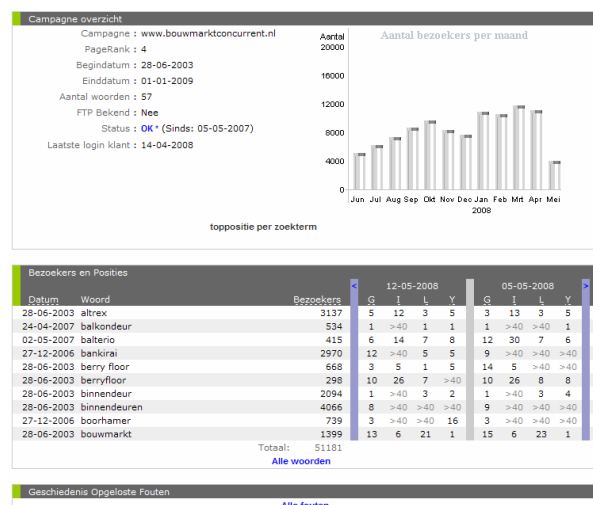 Campagne overzicht
Campagne : www.bouwmarktconcurrent.nl
PageRank : 4
Begindatum : 28-06-2003
Einddatum : 01-01-2009
Aantal woorden : 57
FTP Bekend : Nee
Status : OK* (Sinds: 05-05-2007)
Laatste login klant : 14-04-2008
Aantal
Aantal bezoekers per maand
20000
16000
12000
8000
4000
0
Jun Jul Aug Sep Okt Nov Dec Jan Feb Mrt Apr Mei
2008
toppositie per zoekterm
Bezoekers en Posities
< 12-05-2008 05-05-2008 >
Datum Woord Bezoekers G I L Y G I L Y
28-06-2003 altrex 3137 5 12 3 5 3 13 3 5
24-04-2007 balkondeur 534 1 >40 1 1 1 >40 >40 1
02-05-2007 balterio 415 6 14 7 8 12 30 7 6
27-12-2006 bankirai 2970 12 >40 5 5 9 >40 >40 >40
28-06-2003 berry floor 668 3 5 1 5 14 5 >40 >40
28-06-2003 berryfloor 298 10 26 7 >40 10 26 8 8
28-06-2003 binnendeur 2094 1 >40 3 2 1 >40 3 4
28-06-2003 binnendeuren 4066 8 >40 >40 >40 9 >40 >40 >40
27-12-2006 boorhamer 739 3 >40 >40 16 3 >40 >40 >40
28-06-2003 bouwmarkt 1399 13 6 21 1 15 6 23 1
Totaal: 51181
Alle woorden
Geschiedenis Opgeloste Fouten
Alle fouten